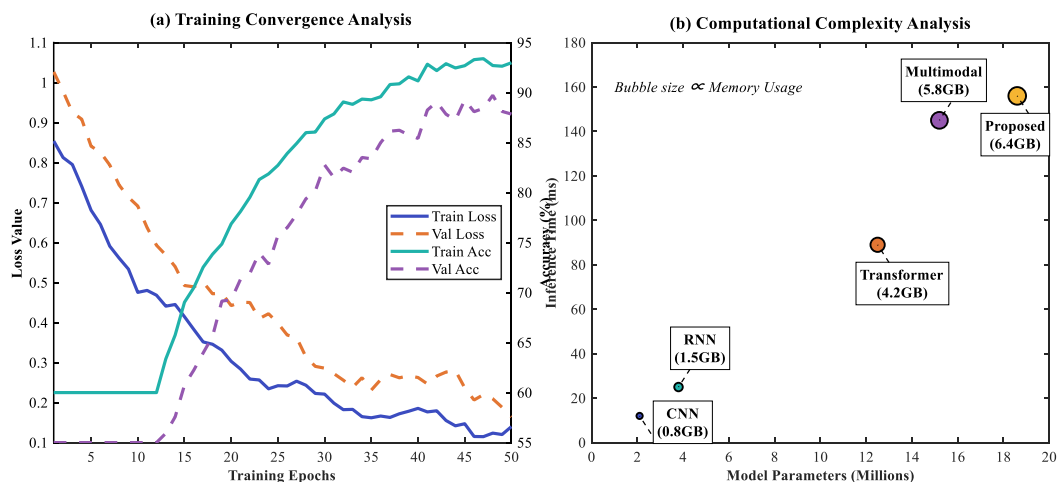 (a) Training Convergence Analysis
1.1
1
0.9
0.8
0.7
0.6
0.5
0.4
0.3
0.2
0.1
Loss Value
5
10
15
20
25
30
35
40
45
50
Training Epochs
95
90
85
80
75
70
65
60
55
Accuracy (%)
Train Loss
Val Loss
Train Acc
Val Acc
(b) Computational Complexity Analysis
180
160
140
120
100
80
60
40
20
0
Inference Time (ms)
Bubble size ∝ Memory Usage
Multimodal
(5.8GB)
Proposed
(6.4GB)
Transformer
(4.2GB)
RNN
(1.5GB)
CNN
(0.8GB)
0
2
4
6
8
10
12
14
16
18
20
Model Parameters (Millions)